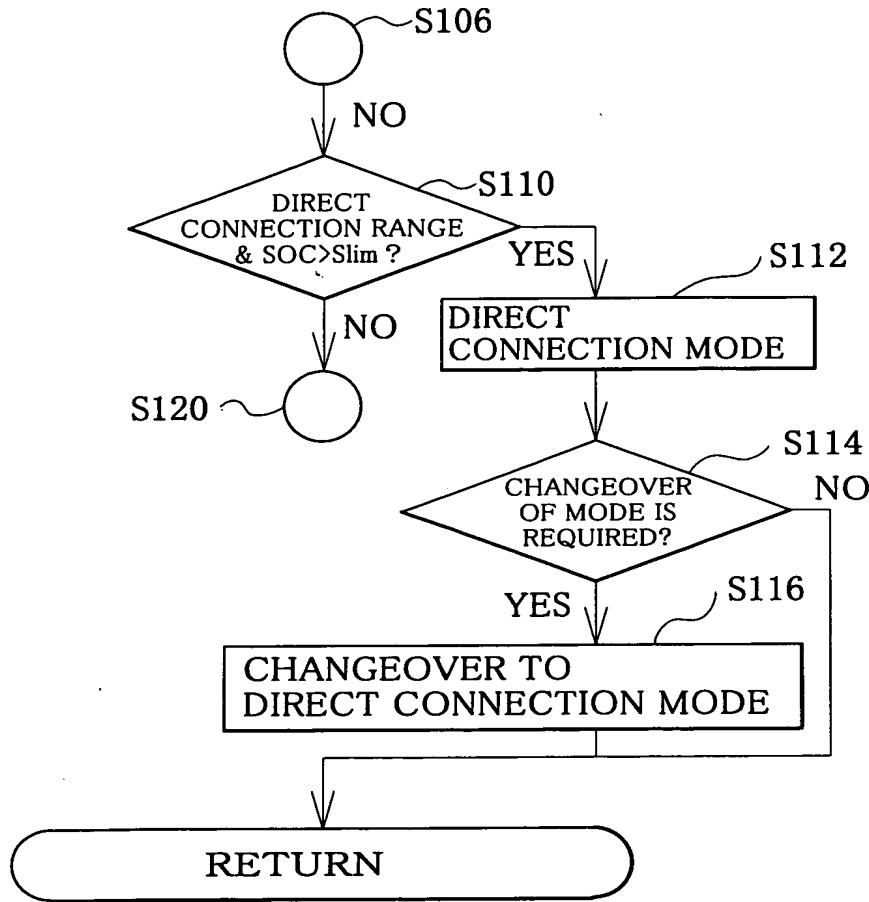 S106
NO
S110
DIRECT
CONNECTION RANGE
& SOC>Slim ?
YES
S112
NO
DIRECT
CONNECTION MODE
S120
S114
CHANGEOVER
OF MODE IS
REQUIRED?
NO
YES
S116
CHANGEOVER TO
DIRECT CONNECTION MODE
RETURN